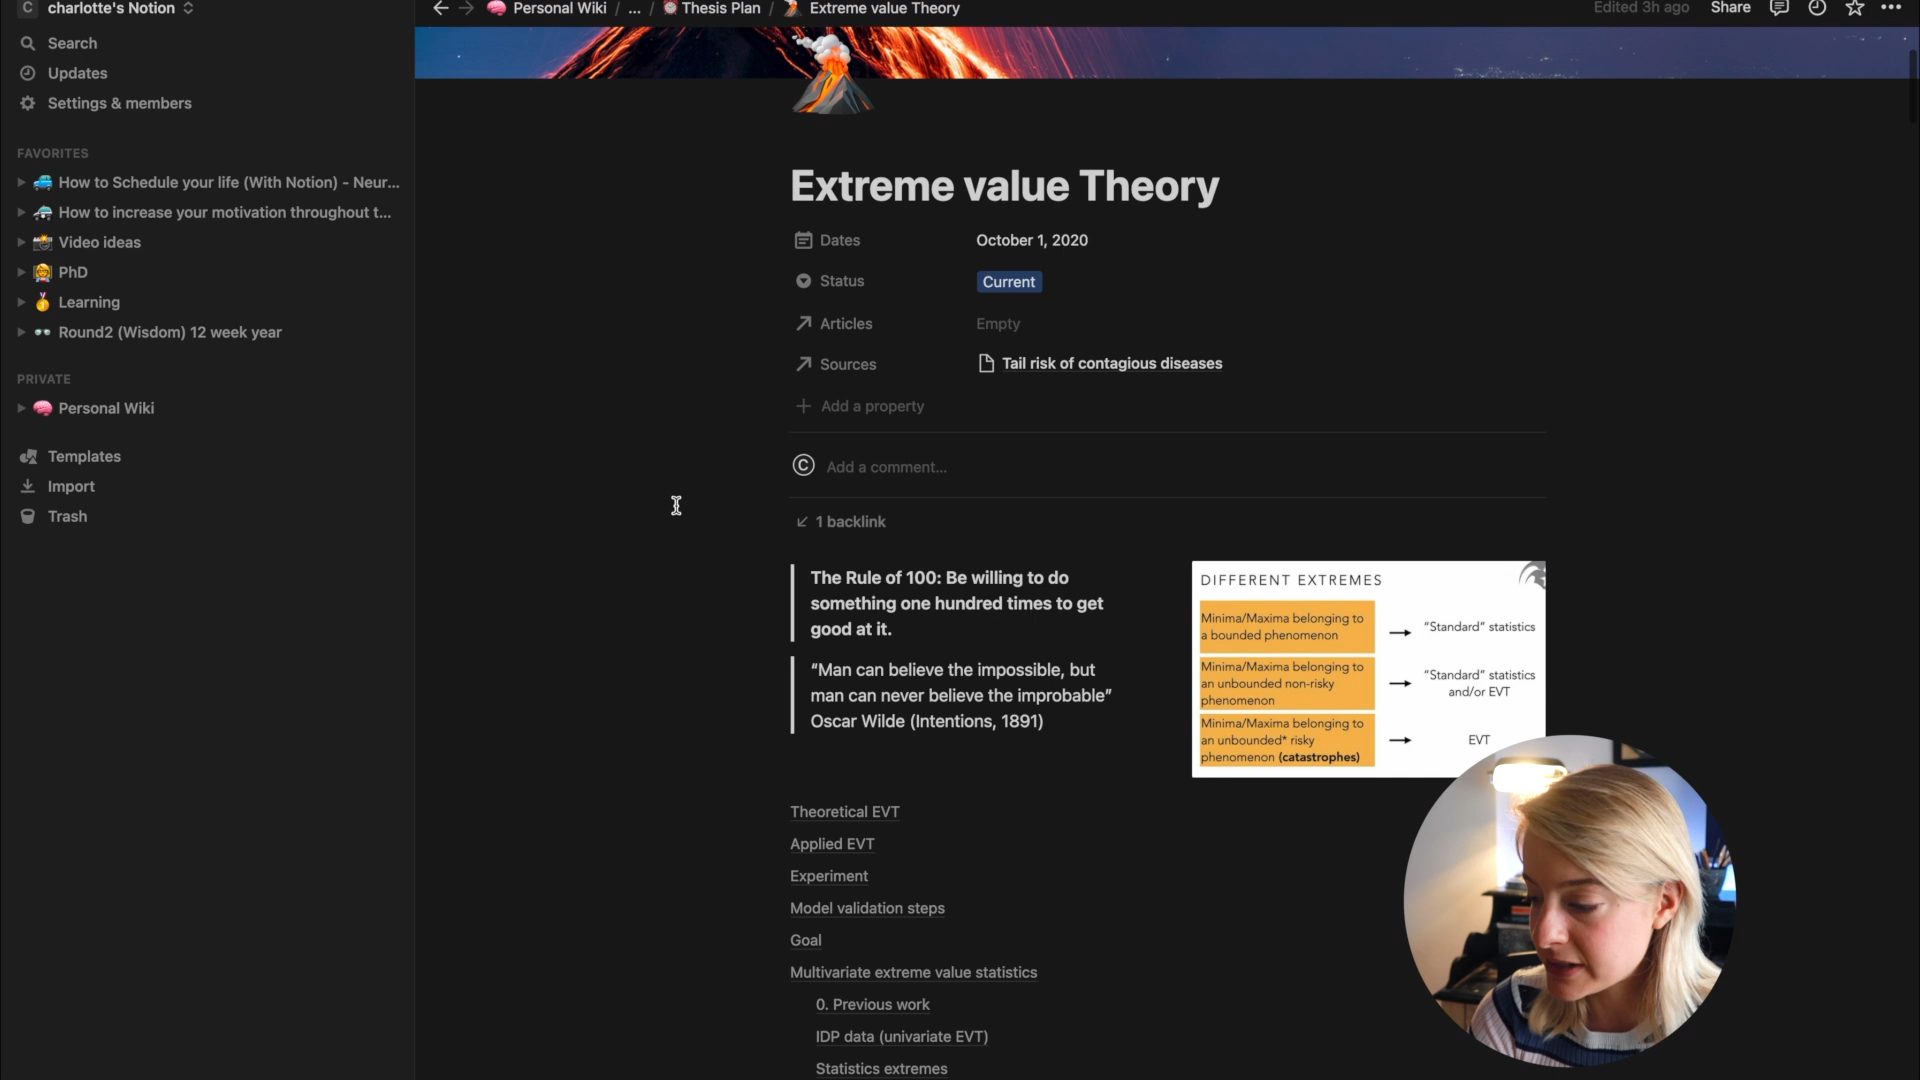 C charlotte's Notion
Personal Wiki / ... / Thesis Plan / Extreme value Theory
Edited 3h ago Share
Search
Updates
Settings & members
FAVORITES
How to Schedule your life (With Notion) - Neur...
How to increase your motivation throughout t...
Video ideas
PhD
Learning
Round2 (Wisdom) 12 week year
PRIVATE
Personal Wiki
Templates
Import
Trash
Extreme value Theory
Dates October 1, 2020
Status Current
Articles Empty
Sources Tail risk of contagious diseases
Add a property
C Add a comment...
1 backlink
The Rule of 100: Be willing to do
something one hundred times to get
good at it.
"Man can believe the impossible, but
man can never believe the improbable"
Oscar Wilde (Intentions, 1891)
DIFFERENT EXTREMES
Minima/Maxima belonging to
a bounded phenomenon
"Standard" statistics
Minima/Maxima belonging to
an unbounded non-risky
phenomenon
"Standard" statistics
and/or EVT
Minima/Maxima belonging to
an unbounded* risky
phenomenon (catastrophes)
EVT
Theoretical EVT
Applied EVT
Experiment
Model validation steps
Goal
Multivariate extreme value statistics
0. Previous work
IDP data (univariate EVT)
Statistics extremes